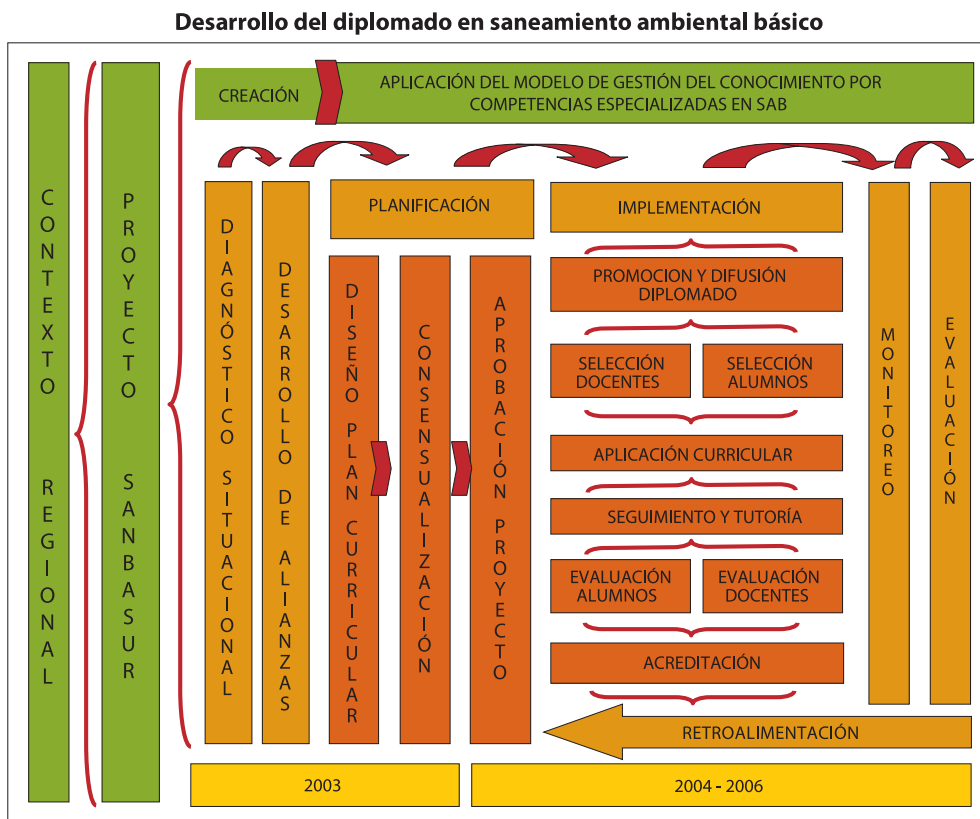 Desarrollo del diplomado en saneamiento ambiental básico
CONTEXTO REGIONAL
PROYECTO SANBASUR
CREACIÓN
APLICACIÓN DEL MODELO DE GESTIÓN DEL CONOCIMIENTO POR
COMPETENCIAS ESPECIALIZADAS EN SAB
DIAGNÓSTICO SITUACIONAL
DESARROLLO DE ALIANZAS
PLANIFICACIÓN
DISEÑO PLAN CURRICULAR
CONSENSUALIZACIÓN
APROBACIÓN PROYECTO
IMPLEMENTACIÓN
PROMOCION Y DIFUSIÓN
DIPLOMADO
SELECCIÓN
DOCENTES
SELECCIÓN
ALUMNOS
APLICACIÓN CURRICULAR
SEGUIMIENTO Y TUTORÍA
EVALUACIÓN
ALUMNOS
EVALUACIÓN
DOCENTES
ACREDITACIÓN
MONITOREO
EVALUACIÓN
RETROALIMENTACIÓN
2003
2004 - 2006